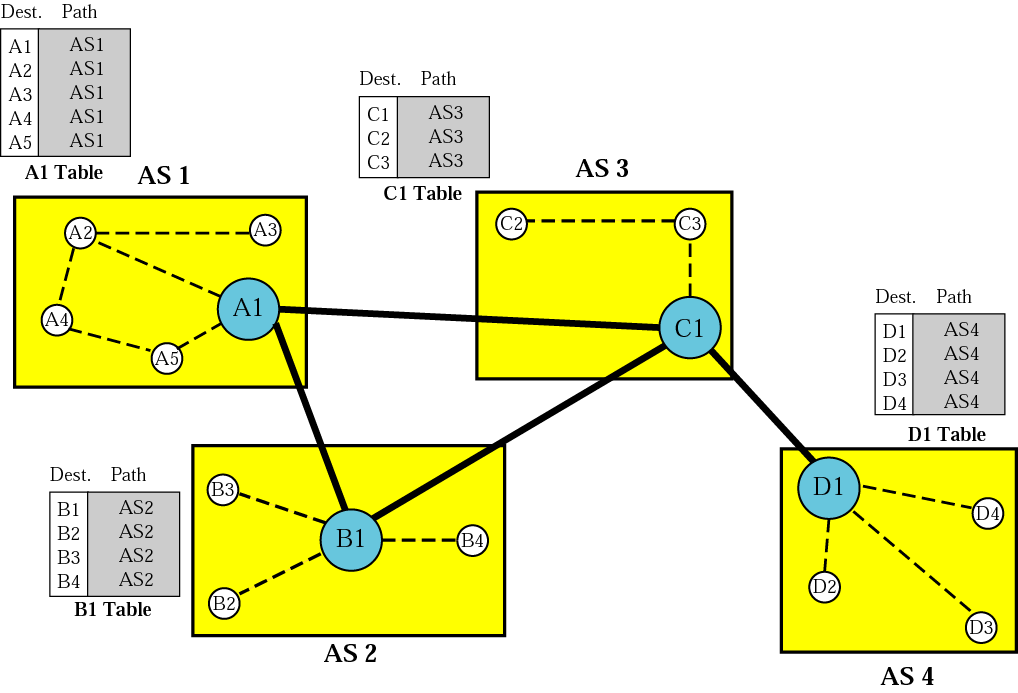 Dest. Path
A1 AS1
A2 AS1
A3 AS1
A4 AS1
A5 AS1
A1 Table
AS 1
Dest. Path
C1 AS3
C2 AS3
C3 AS3
C1 Table
AS 3
A2
A3
A1
A4
A5
C2
C3
C1
Dest. Path
D1 AS4
D2 AS4
D3 AS4
D4 AS4
D1 Table
Dest. Path
B1 AS2
B2 AS2
B3 AS2
B4 AS2
B1 Table
B3
B1
B4
B2
AS 2
D1
D4
D2
D3
AS 4